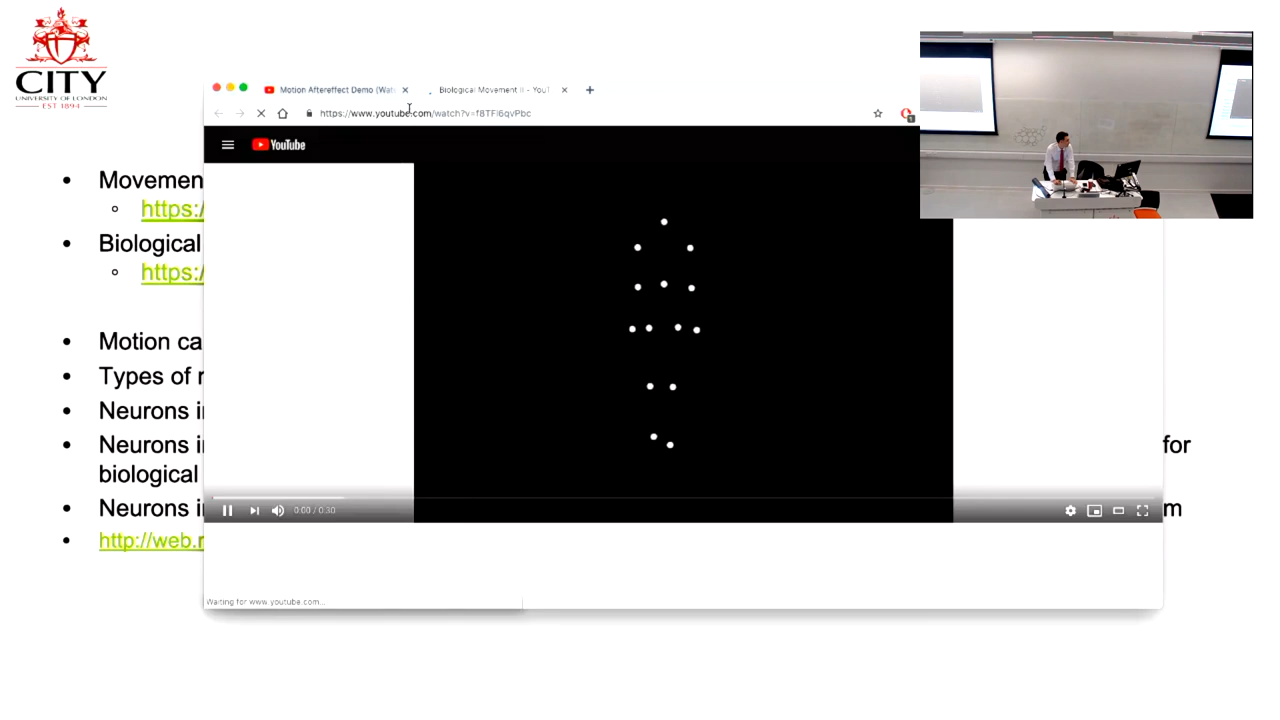 CITY
UNIVERSITY OF LONDON
EST 1894
Motion Aftereffect Demo (Wat
Biological Movement II - YouT
https://www.youtube.com/watch?v=f8TFI6qvPbc
1
YouTube
Movemen
https:/
Biological
https:/
Motion ca
Types of
Neurons i
Neurons i for
biological
Neurons i m
http://web.
0:00 / 0:30
Waiting for www.youtube.com...